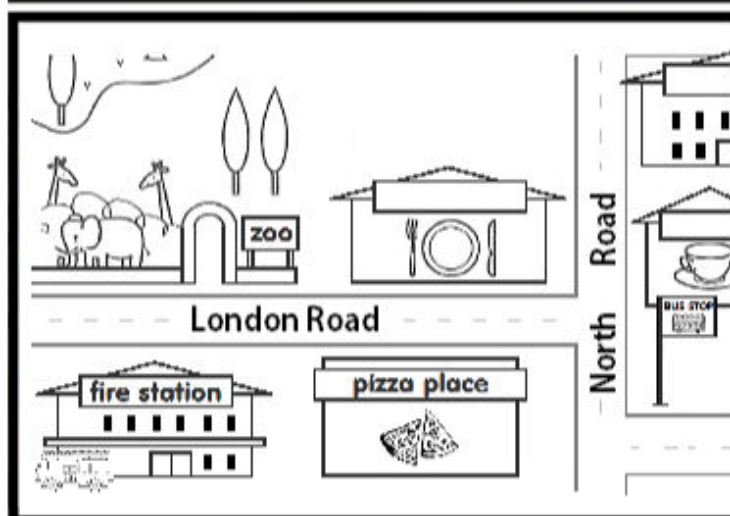 zoo
London Road
North Road
BUS STOP
fire station
pizza place